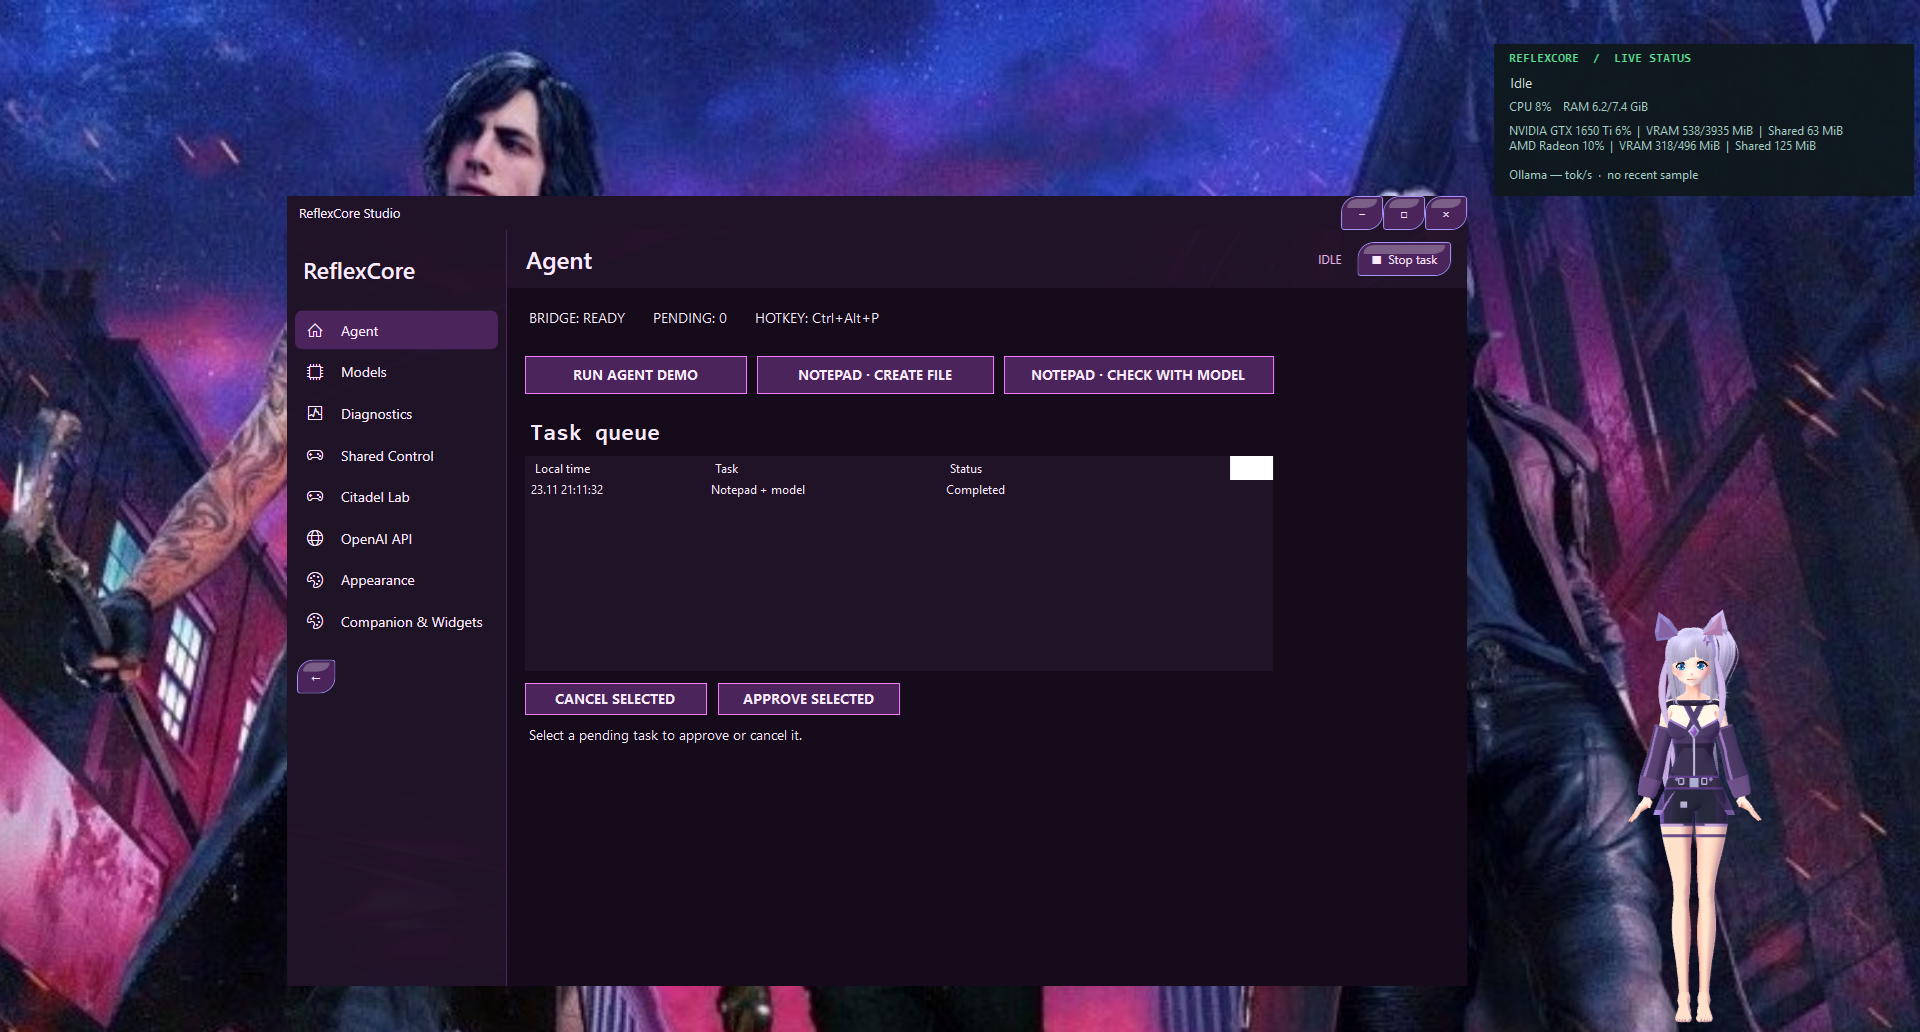 REFLEXCORE / LIVE STATUS
Idle
CPU 8% RAM 6.2/7.4 GiB
NVIDIA GTX 1650 Ti 6% | VRAM 538/3935 MiB | Shared 63 MiB
AMD Radeon 10% | VRAM 318/496 MiB | Shared 125 MiB
Ollama — tok/s · no recent sample
ReflexCore Studio
ReflexCore
Agent
Models
Diagnostics
Shared Control
Citadel Lab
OpenAI API
Appearance
Companion & Widgets
←
Agent
IDLE
Stop task
BRIDGE: READY PENDING: 0 HOTKEY: Ctrl+Alt+P
RUN AGENT DEMO
NOTEPAD · CREATE FILE
NOTEPAD · CHECK WITH MODEL
Task queue
Local time Task Status
23.11 21:11:32 Notepad + model Completed
CANCEL SELECTED
APPROVE SELECTED
Select a pending task to approve or cancel it.